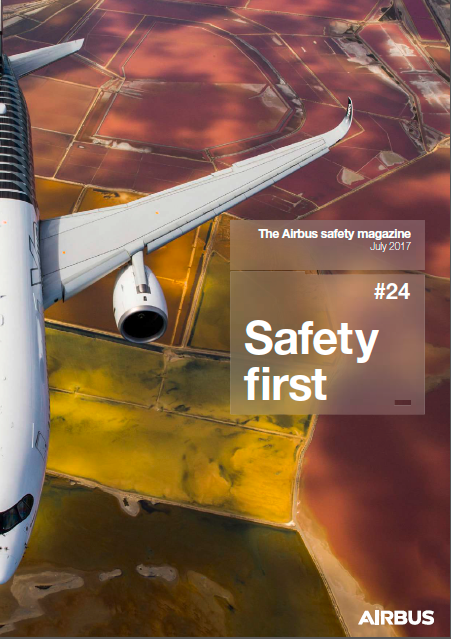 The Airbus safety magazine
July 2017
#24
Safety
first
AIRBUS